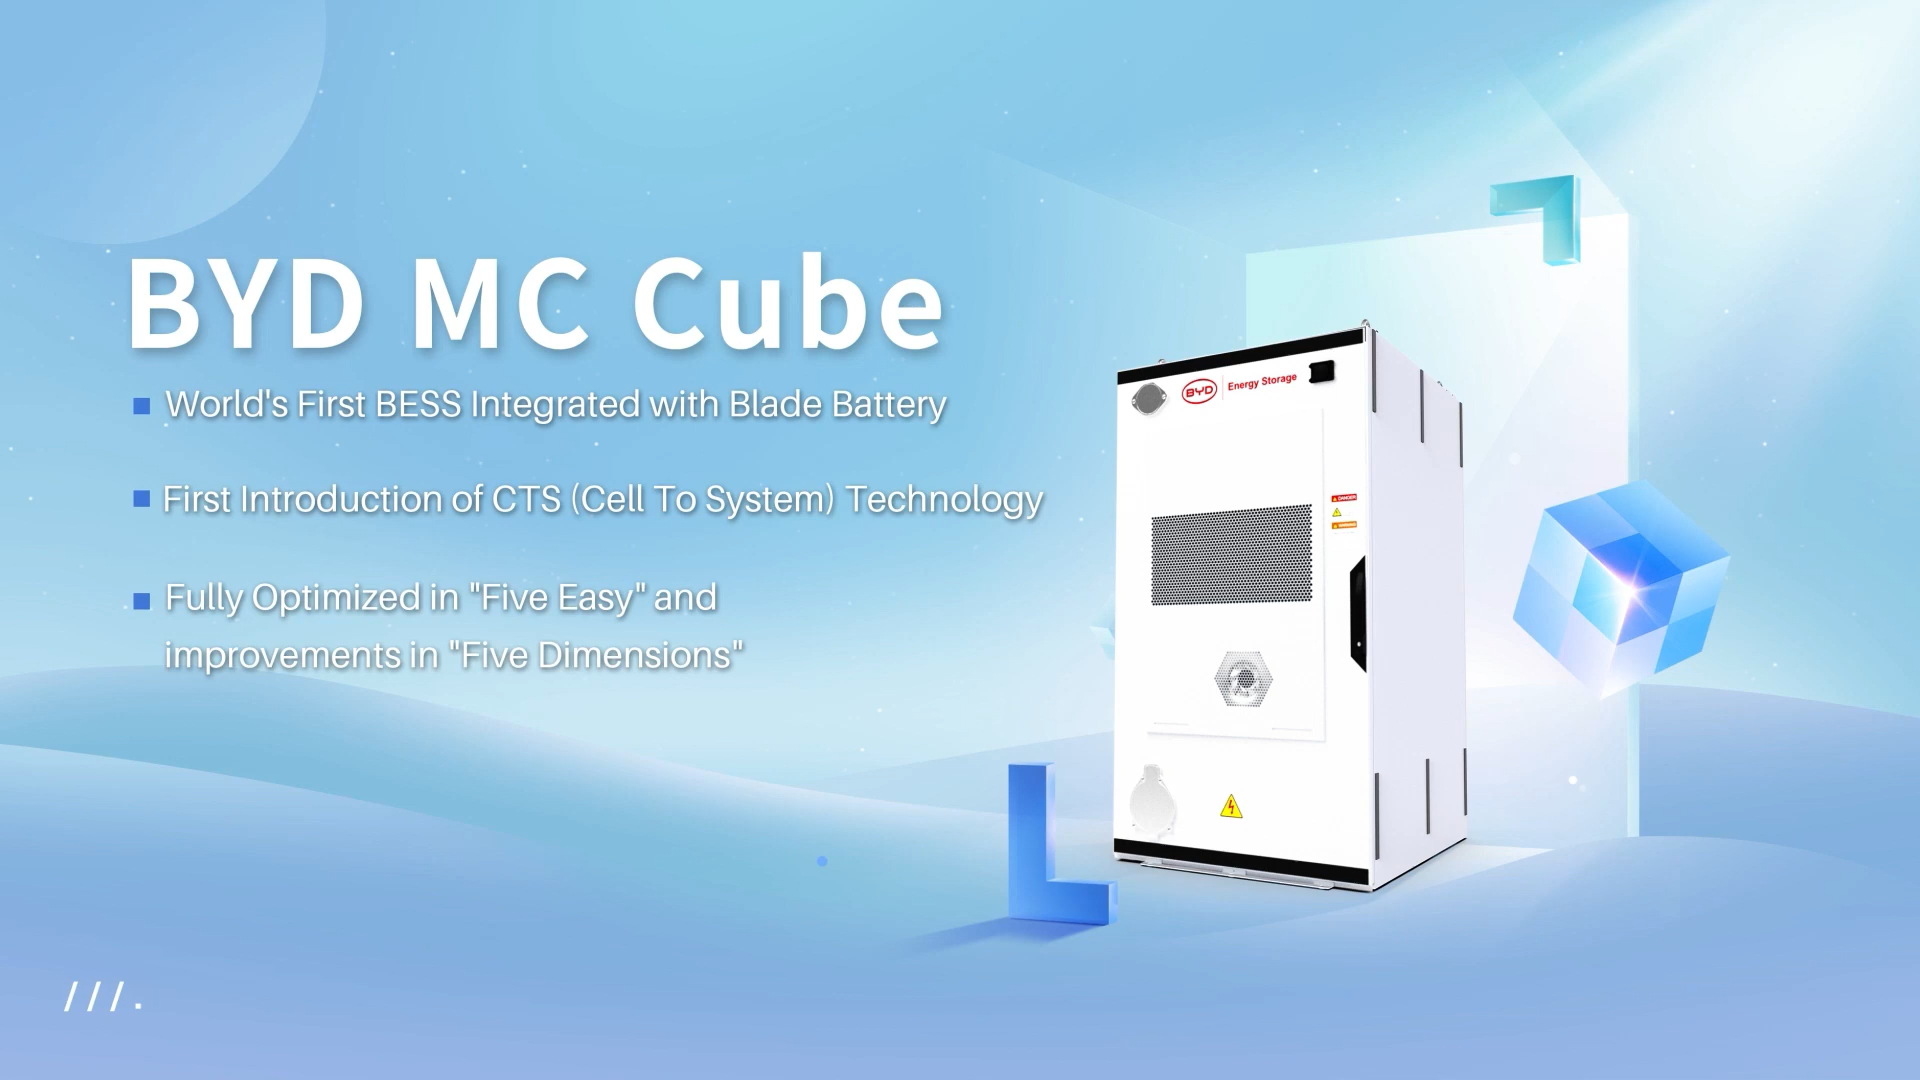 BYD MC Cube
World's First BESS Integrated with Blade Battery
First Introduction of CTS (Cell To System) Technology
Fully Optimized in "Five Easy" and
improvements in "Five Dimensions"
BYD Energy Storage
DANGER
///.